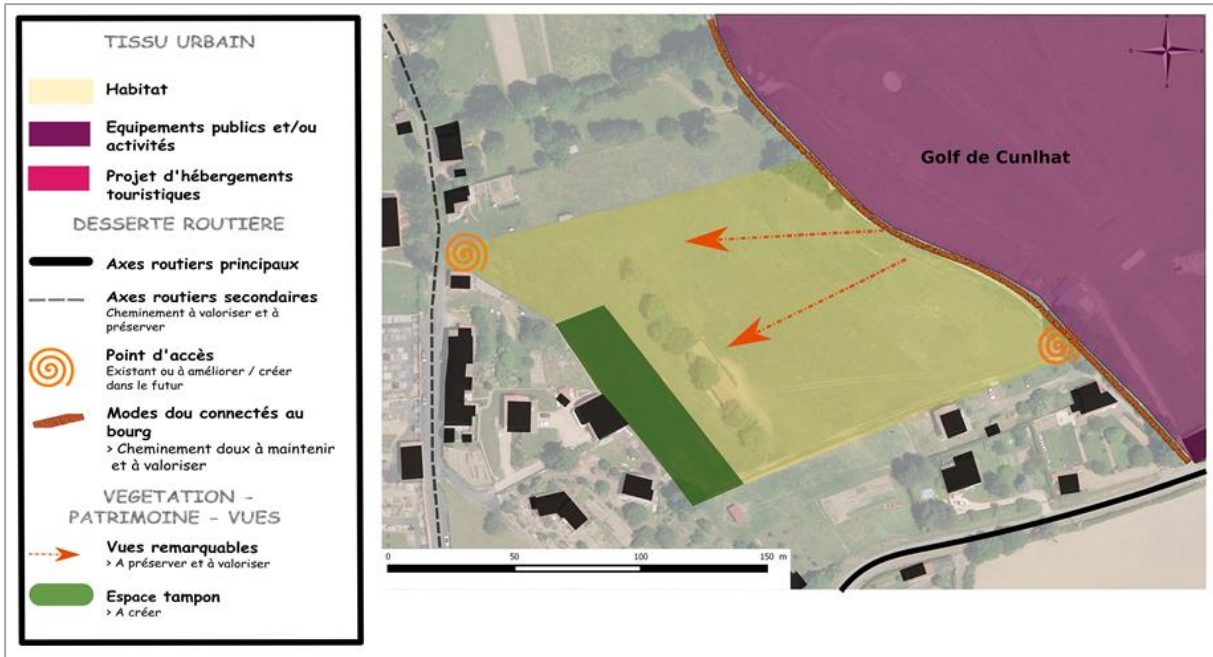 TISSU URBAIN
Habitat
Equipements publics et/ou
activités
Projet d'hébergements
touristiques
DESSERTE ROUTIERE
Axes routiers principaux
Axes routiers secondaires
Cheminement à valoriser et à
préserver
Point d'accès
Existant ou à améliorer / créer
dans le futur
Modes dou connectés au
bourg
> Cheminement doux à maintenir
et à valoriser
VEGETATION -
PATRIMOINE - VUES
Vues remarquables
> A préserver et à valoriser
Espace tampon
> A créer
Golf de Cunlhat
0 50 100 150 m